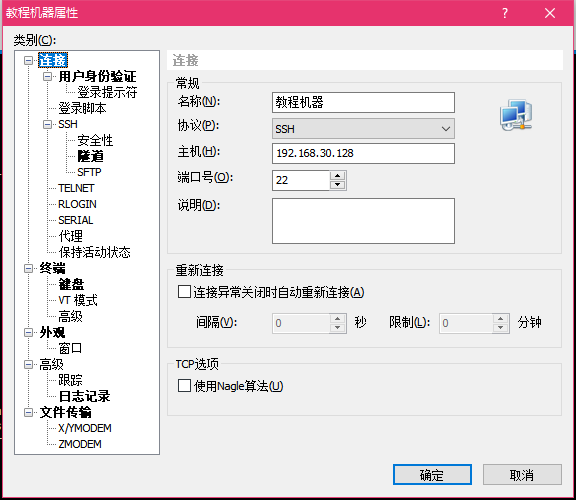 教程机器属性
类别(C):
连接
用户身份验证
登录提示符
登录脚本
SSH
安全性
隧道
SFTP
TELNET
RLOGIN
SERIAL
代理
保持活动状态
终端
键盘
VT 模式
高级
外观
窗口
高级
跟踪
日志记录
文件传输
X/YMODEM
ZMODEM
连接
常规
名称(N): 教程机器
协议(P): SSH
主机(H): 192.168.30.128
端口号(O): 22
说明(D):
重新连接
连接异常关闭时自动重新连接(A)
间隔(V): 0 秒 限制(L): 0 分钟
TCP选项
使用Nagle算法(U)
确定 取消